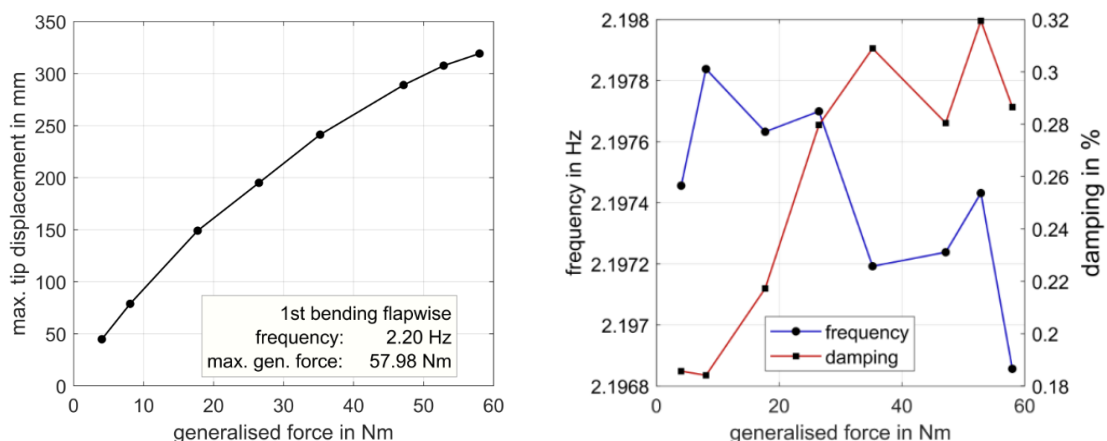 max. tip displacement in mm
350
300
250
200
150
100
50
0
0 10 20 30 40 50 60
generalised force in Nm
1st bending flapwise
frequency: 2.20 Hz
max. gen. force: 57.98 Nm
frequency in Hz
2.198
2.1978
2.1976
2.1974
2.1972
2.197
2.1968
0 20 40 60
generalised force in Nm
frequency
damping
0.32
0.3
0.28
0.26
0.24
0.22
0.2
0.18
damping in %